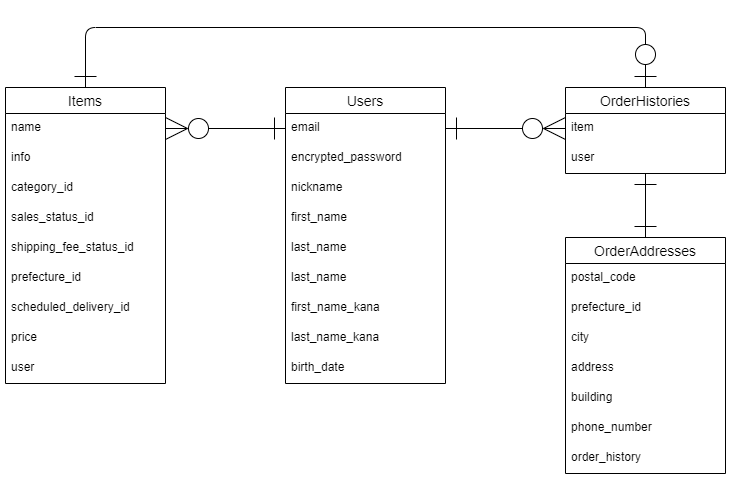 Items
name
info
category_id
sales_status_id
shipping_fee_status_id
prefecture_id
scheduled_delivery_id
price
user
Users
email
encrypted_password
nickname
first_name
last_name
last_name
first_name_kana
last_name_kana
birth_date
OrderHistories
item
user
OrderAddresses
postal_code
prefecture_id
city
address
building
phone_number
order_history